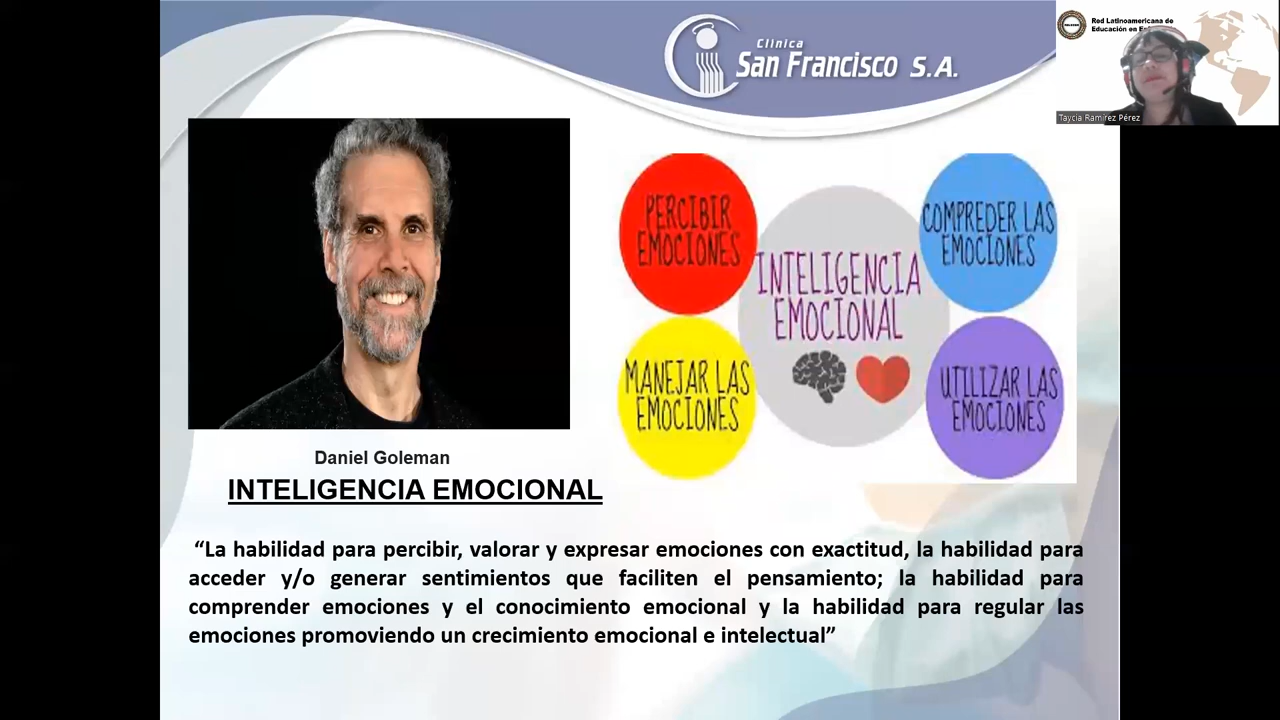 Clínica
San Francisco S.A.
Red Latinoamericana de
Educación en
Taycia Ramírez Pérez
PERCIBIR
EMOCIONES
COMPREDER LAS
EMOCIONES
INTELIGENCIA
EMOCIONAL
MANEJAR LAS
EMOCIONES
UTILIZAR LAS
EMOCIONES
Daniel Goleman
INTELIGENCIA EMOCIONAL
“La habilidad para percibir, valorar y expresar emociones con exactitud, la habilidad para
acceder y/o generar sentimientos que faciliten el pensamiento; la habilidad para
comprender emociones y el conocimiento emocional y la habilidad para regular las
emociones promoviendo un crecimiento emocional e intelectual”